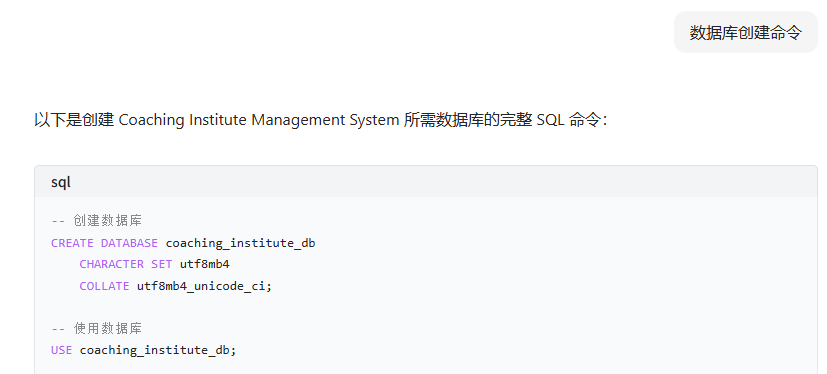 数据库创建命令
以下是创建 Coaching Institute Management System 所需数据库的完整 SQL 命令：
sql
-- 创建数据库
CREATE DATABASE coaching_institute_db
    CHARACTER SET utf8mb4
    COLLATE utf8mb4_unicode_ci;
-- 使用数据库
USE coaching_institute_db;